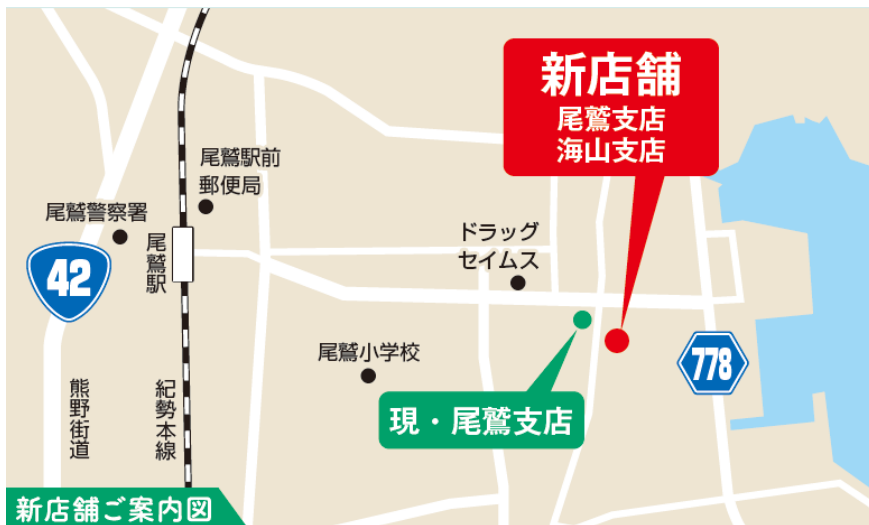 新店舗
尾鷲支店
海山支店
尾鷲駅前
郵便局
尾鷲警察署
尾鷲駅
42
ドラッグ
セイムス
尾鷲小学校
778
熊野街道
紀勢本線
現・尾鷲支店
新店舗ご案内図